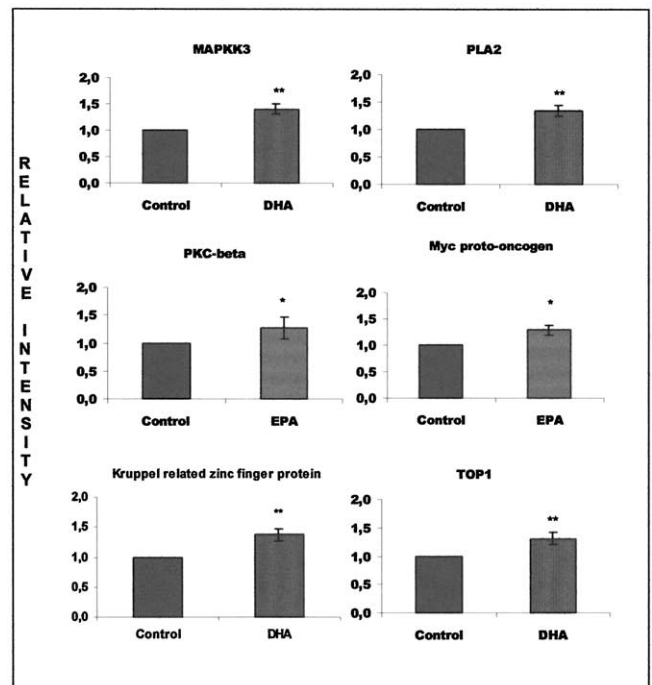 RELATIVE INTENSITY
MAPKK3
2,0
**
1,5
1,0
0,5
0,0
Control DHA
PLA2
2,0
**
1,5
1,0
0,5
0,0
Control DHA
PKC-beta
2,0
*
1,5
1,0
0,5
0,0
Control EPA
Myc proto-oncogen
2,0
*
1,5
1,0
0,5
0,0
Control EPA
Kruppel related zinc finger protein
2,0
**
1,5
1,0
0,5
0,0
Control DHA
TOP1
2,0
**
1,5
1,0
0,5
0,0
Control DHA